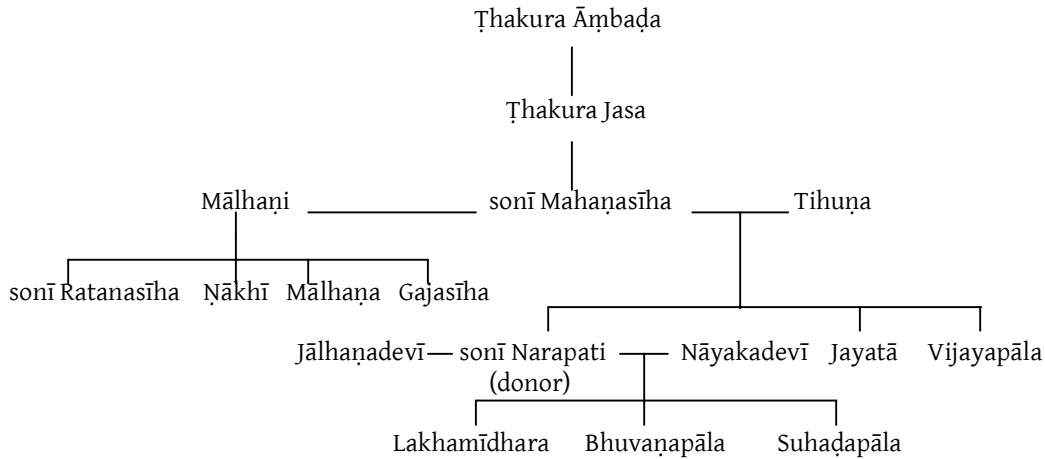 Ṭhakura Āṃbaḍa
Ṭhakura Jasa
Mālhaṇi sonī Mahaṇasīha Tihuṇa
sonī Ratanasīha Ṇākhī Mālhaṇa Gajasīha
Jālhaṇadevī sonī Narapati Nāyakadevī Jayatā Vijayapāla
(donor)
Lakhamīdhara Bhuvaṇapāla Suhaḍapāla